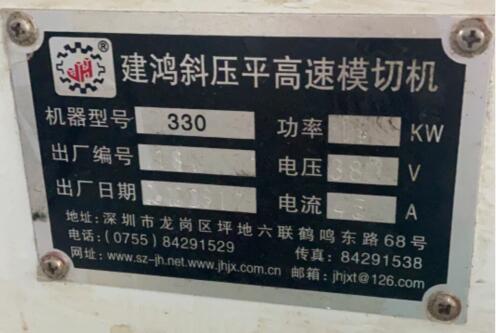 JH ®
建鸿斜压平高速模切机
机器型号 330 功率 KW
出厂编号 电压 38 V
出厂日期 电流 A
地址：深圳市龙岗区坪地六联鹤鸣东路68号
电话：(0755) 84291529 传真：84291538
网址：www.sz-jh.net.www.jhjx.com.cn 邮箱：jhjxt@126.com